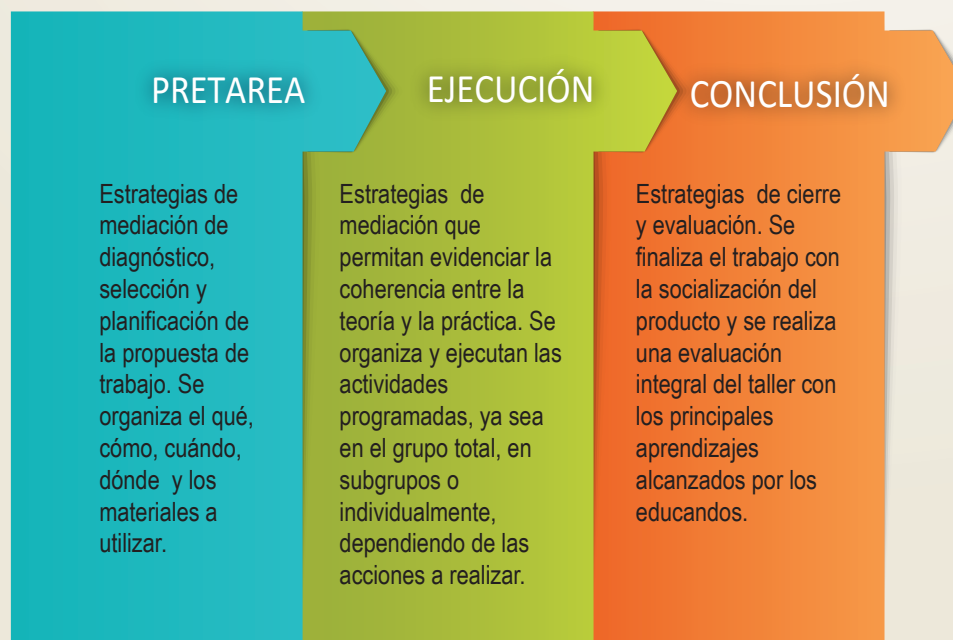 PRETAREA
Estrategias de
mediación de
diagnóstico,
selección y
planificación de
la propuesta de
trabajo. Se
organiza el qué,
cómo, cuándo,
dónde y los
materiales a
utilizar.
EJECUCIÓN
Estrategias de
mediación que
permitan evidenciar la
coherencia entre la
teoría y la práctica. Se
organiza y ejecutan las
actividades
programadas, ya sea
en el grupo total, en
subgrupos o
individualmente,
dependiendo de las
acciones a realizar.
CONCLUSIÓN
Estrategias de cierre
y evaluación. Se
finaliza el trabajo con
la socialización del
producto y se realiza
una evaluación
integral del taller con
los principales
aprendizajes
alcanzados por los
educandos.